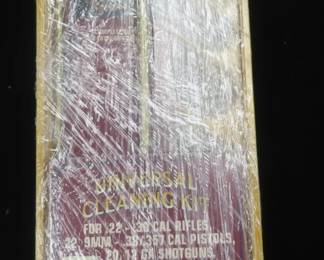 UNIVERSAL
CLEANING KIT
FOR .22 - .30 CAL RIFLES
.22, 9MM - .38/.357 CAL PISTOLS,
20, 12 GA SHOTGUNS.